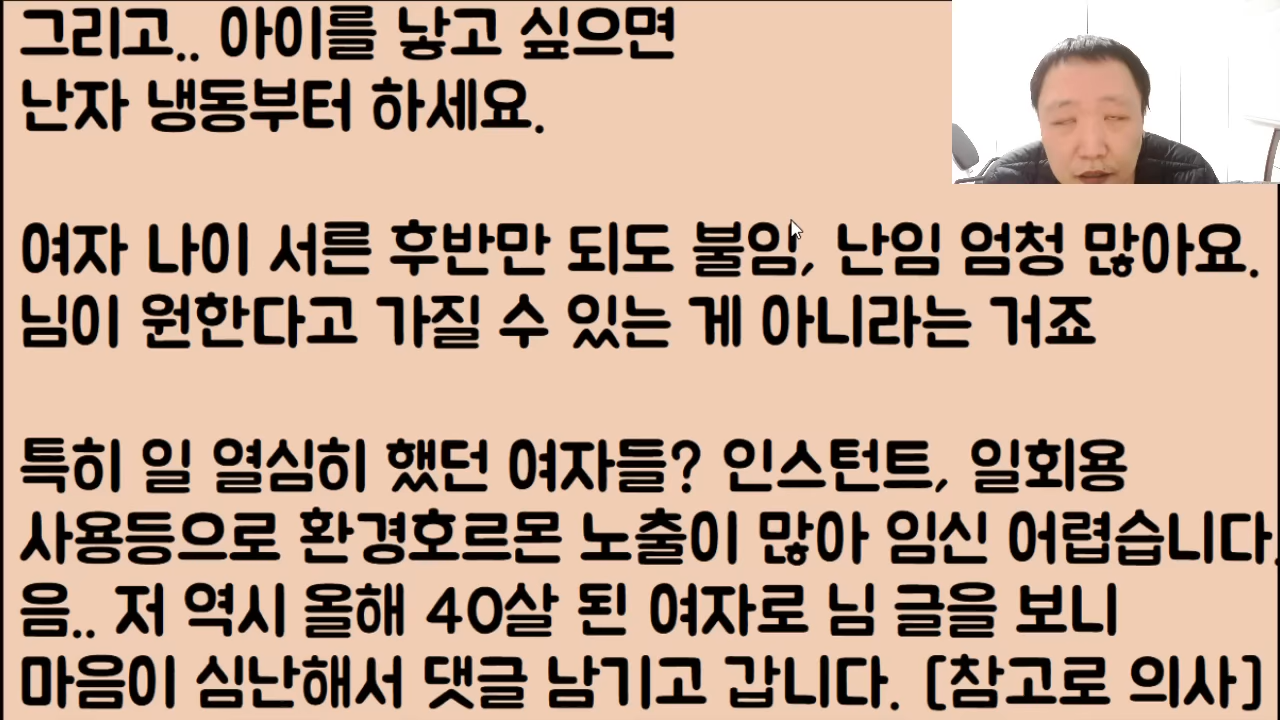 그리고.. 아이를 낳고 싶으면
난자 냉동부터 하세요.
여자 나이 서른 후반만 되도 불임, 난임 엄청 많아요.
님이 원한다고 가질 수 있는 게 아니라는 거죠
특히 일 열심히 했던 여자들? 인스턴트, 일회용
사용등으로 환경호르몬 노출이 많아 임신 어렵습니다.
음.. 저 역시 올해 40살 된 여자로 님 글을 보니
마음이 심난해서 댓글 남기고 갑니다. [참고로 의사]